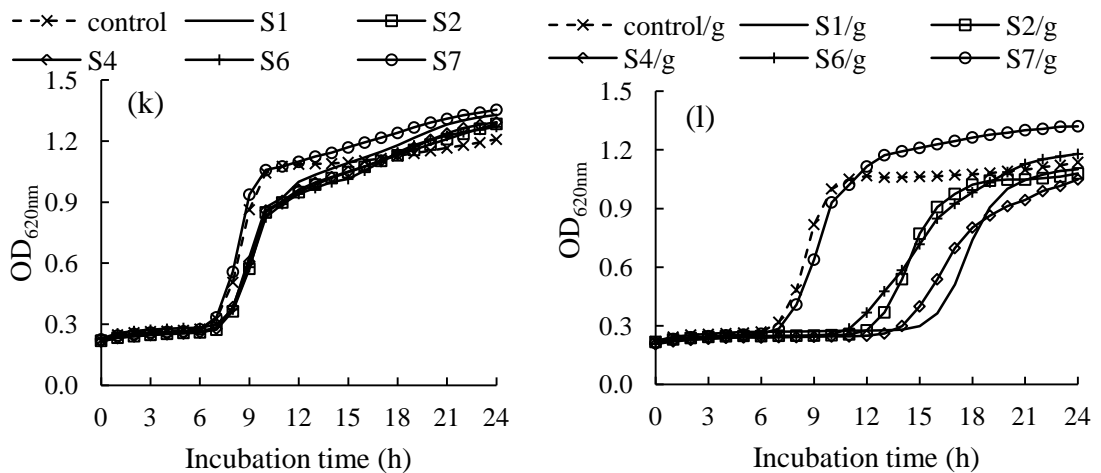 control S1 S2
S4 S6 S7
(k)
1.5
1.2
0.9
0.6
0.3
0.0
OD620nm
0 3 6 9 12 15 18 21 24
Incubation time (h)
control/g S1/g S2/g
S4/g S6/g S7/g
(l)
1.5
1.2
0.9
0.6
0.3
0.0
OD620nm
0 3 6 9 12 15 18 21 24
Incubation time (h)